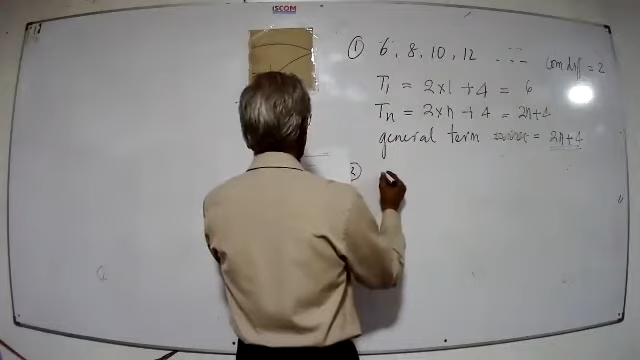 ISCOM
① 6, 8, 10, 12 ..... com diff = 2
T1 = 2×1 + 4 = 6
Tn = 2×n + 4 = 2n+4
general term = 2n+4
②